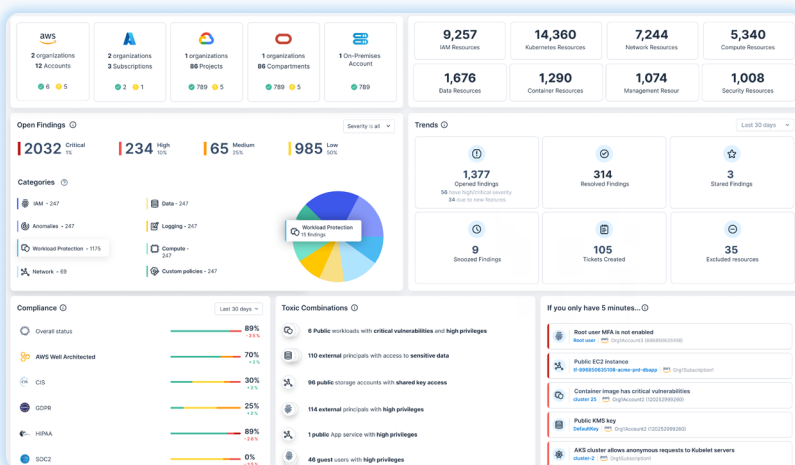 aws
2 organizations
12 Accounts
6 5
2 organizations
3 Subscriptions
2 1
1 organizations
86 Projects
789 5
1 organizations
86 Compartments
789 5
1 On-Premises
Account
789
9,257
IAM Resources
14,360
Kubernetes Resources
7,244
Network Resources
5,340
Compute Resources
1,676
Data Resources
1,290
Container Resources
1,074
Management Resour
1,008
Security Resources
Open Findings
Severity is all
2032 Critical
1%
234 High
10%
65 Medium
25%
985 Low
50%
Categories
IAM - 247
Data - 247
Anomalies - 247
Logging - 247
Workload Protection - 1175
Compute -
247
Network - 69
Custom policies - 247
Workload Protection
15 findings
Trends
Last 30 days
1,377
Opened findings
56 have high/critical severity
34 due to new features
314
Resolved Findings
3
Stared Findings
9
Snoozed Findings
105
Tickets Created
35
Excluded resources
Compliance
Last 30 days
Overall status
89%
AWS Well Architected
70%
CIS
30%
GDPR
25%
HIPAA
89%
SOC2
0%
Toxic Combinations
6 Public workloads with critical vulnerabilities and high privileges
110 external principals with access to sensitive data
96 public storage accounts with shared key access
114 external principals with high privileges
1 public App service with high privileges
46 guest users with high privileges
If you only have 5 minutes...
Root user MFA is not enabled
Root user
Public EC2 instance
Org1Subscription1
Container image has critical vulnerabilities
cluster 25 Org1Account2 (120252999260)
Public KMS key
DefaultKey Org1Account2 (120252999260)
AKS cluster allows anonymous requests to Kubelet servers
cluster-2 Org1Subscription1